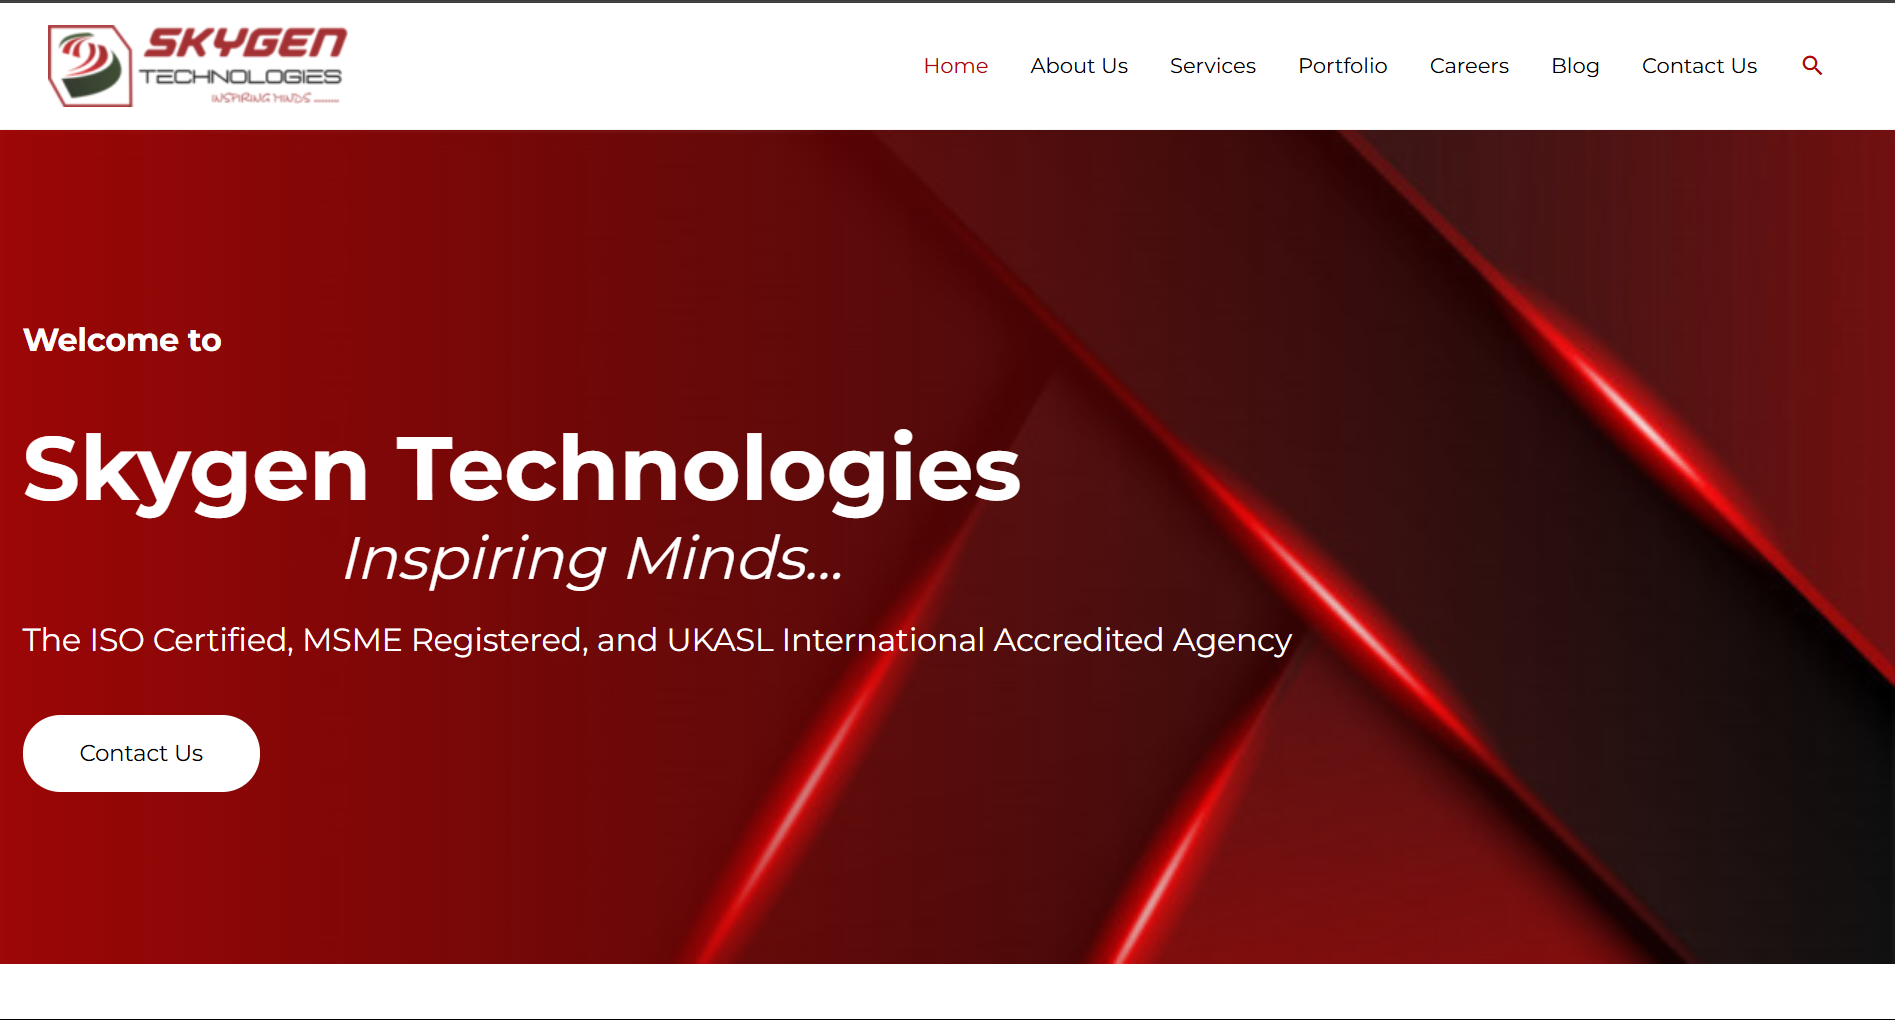 SKYGEN
TECHNOLOGIES
INSPIRING MINDS ........
Home About Us Services Portfolio Careers Blog Contact Us
Welcome to
Skygen Technologies
Inspiring Minds...
The ISO Certified, MSME Registered, and UKASL International Accredited Agency
Contact Us